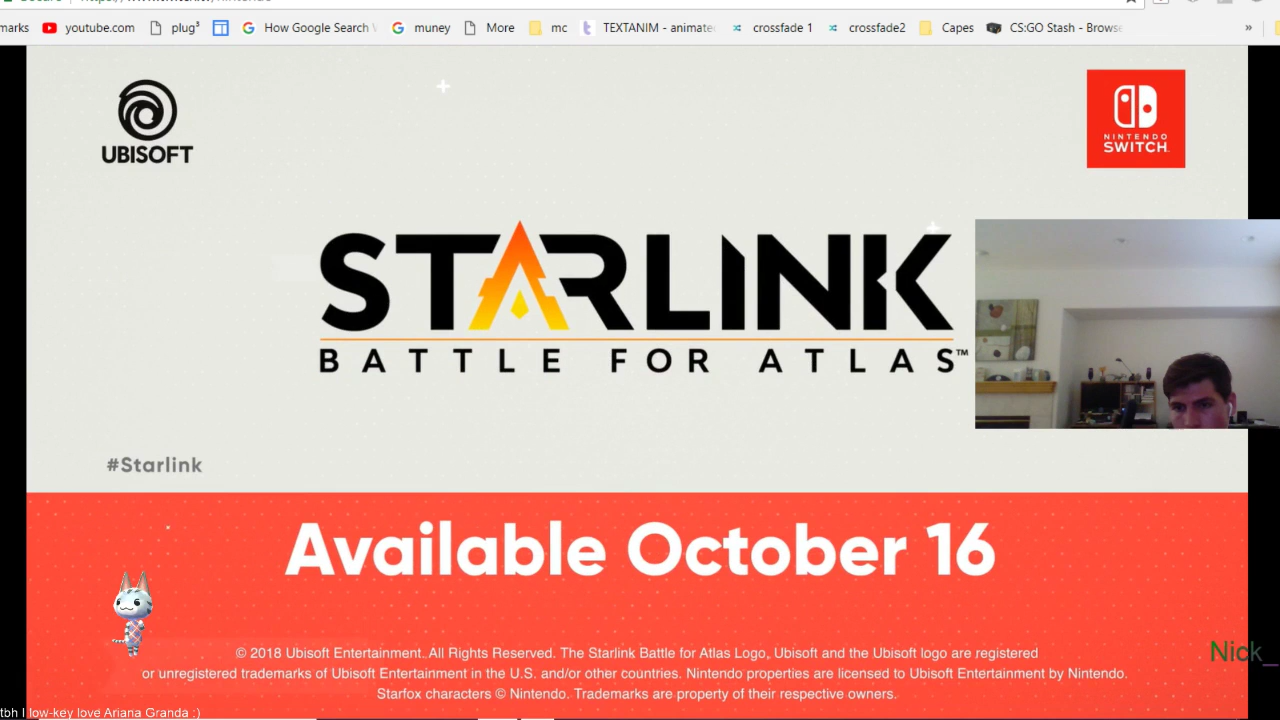 marks youtube.com plug³ How Google Search muney More mc TEXTANIM - animate crossfade 1 crossfade2 Capes CS:GO Stash - Browse »
UBISOFT
NINTENDO
SWITCH
STARLINK
BATTLE FOR ATLAS™
#Starlink
Available October 16
© 2018 Ubisoft Entertainment. All Rights Reserved. The Starlink Battle for Atlas Logo, Ubisoft and the Ubisoft logo are registered
or unregistered trademarks of Ubisoft Entertainment in the U.S. and/or other countries. Nintendo properties are licensed to Ubisoft Entertainment by Nintendo.
Starfox characters © Nintendo. Trademarks are property of their respective owners.
Nick_
tbh I low-key love Ariana Granda :)